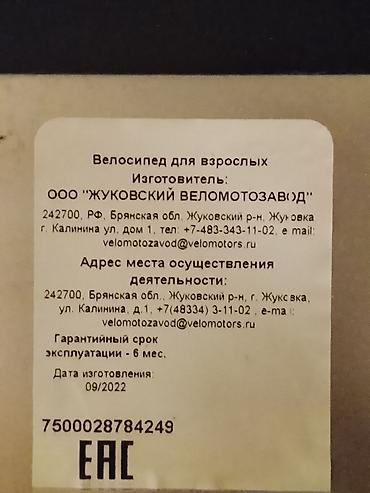 Велосипед для взрослых
Изготовитель:
ООО "ЖУКОВСКИЙ ВЕЛОМОТОЗАВОД"
242700, РФ, Брянская обл, Жуковский р-н, Жуковка
г. Калинина ул, дом 1, тел: +7-483-343-11-02, e mail:
velomotozavod@velomotors.ru
Адрес места осуществления
деятельности:
242700, Брянская обл., Жуковский р-н, г. Жуковка,
ул. Калинина, д.1, +7(48334) 3-11-02 , e-mail:
velomotozavod@velomotors.ru
Гарантийный срок
эксплуатации - 6 мес.
Дата изготовления:
09/2022
7500028784249
EAC